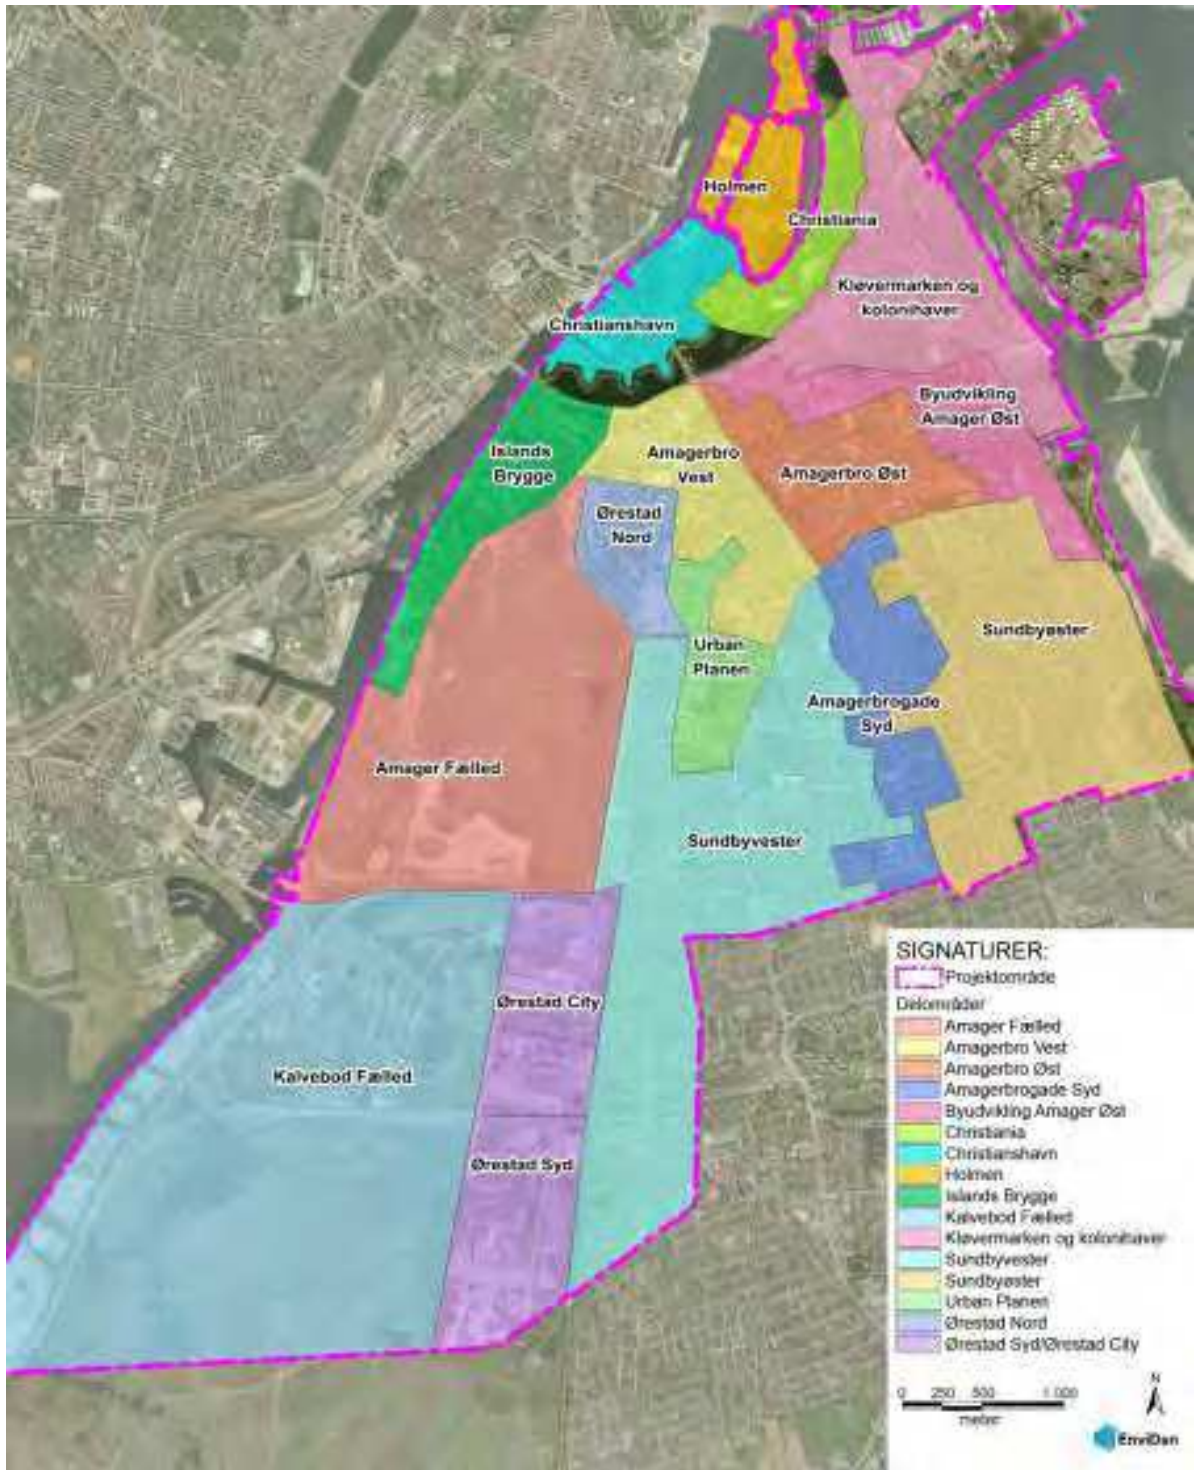 Holmen
Christiania
Kløvermarken og
kolonihaver
Christianshavn
Byudvikling
Amager Øst
Islands
Brygge
Amagerbro
Vest
Amagerbro Øst
Ørestad
Nord
Sundbyøster
Urban
Planen
Amagerbrogade
Syd
Amager Fælled
Sundbyvester
Ørestad City
Kalvebod Fælled
Ørestad Syd
SIGNATURER:
Projektområde
Delområder
Amager Fælled
Amagerbro Vest
Amagerbro Øst
Amagerbrogade Syd
Byudvikling Amager Øst
Christiania
Christianshavn
Holmen
Islands Brygge
Kalvebod Fælled
Kløvermarken og kolonihaver
Sundbyvester
Sundbyøster
Urban Planen
Ørestad Nord
Ørestad Syd/Ørestad City
N
0 250 500 1.000
meter
EnviDan